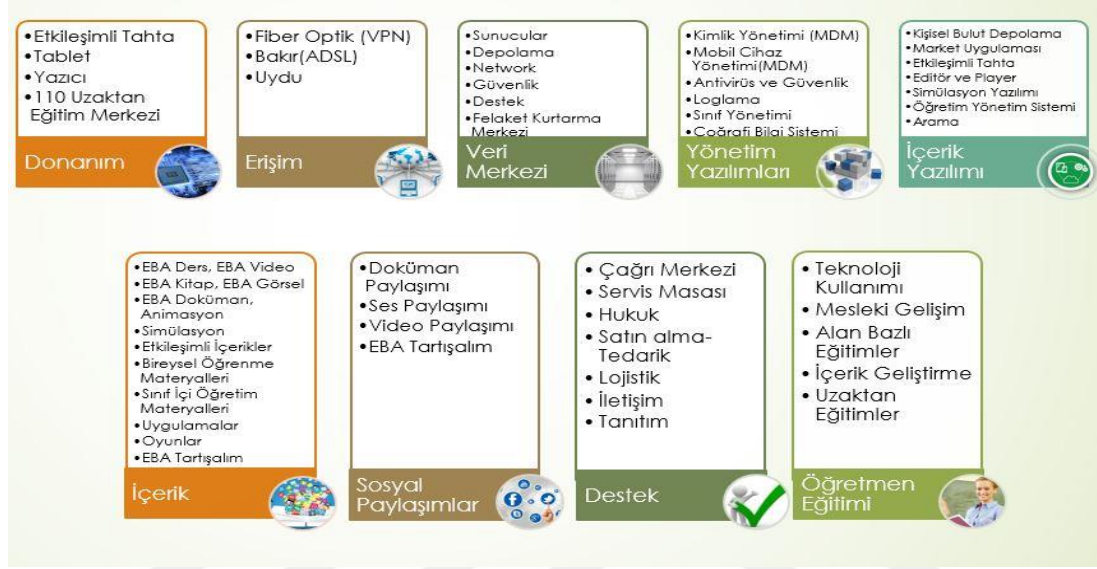 •Etkileşimli Tahta
•Tablet
•Yazıcı
•110 Uzaktan
Eğitim Merkezi
Donanım
•Fiber Optik (VPN)
•Bakır(ADSL)
•Uydu
Erişim
•Sunucular
•Depolama
•Network
•Güvenlik
•Destek
•Felaket Kurtarma
Merkezi
Veri
Merkezi
•Kimlik Yönetimi (MDM)
•Mobil Cihaz
Yönetimi(MDM)
•Antivirüs ve Güvenlik
•Loglama
•Sınıf Yönetimi
•Coğrafi Bilgi Sistemi
Yönetim
Yazılımları
•Kişisel Bulut Depolama
•Market Uygulaması
•Etkileşimli Tahta
•Editör ve Player
•Simülasyon Yazılımı
•Öğretim Yönetim Sistemi
•Arama
İçerik
Yazılımı
•EBA Ders, EBA Video
•EBA Kitap, EBA Görsel
•EBA Doküman,
Animasyon
•Simülasyon
•Etkileşimli İçerikler
•Bireysel Öğrenme
Materyalleri
•Sınıf İçi Öğretim
Materyalleri
•Uygulamalar
•Oyunlar
•EBA Tartışalım
İçerik
•Doküman
Paylaşımı
•Ses Paylaşımı
•Video Paylaşımı
•EBA Tartışalım
Sosyal
Paylaşımlar
• Çağrı Merkezi
• Servis Masası
• Hukuk
• Satın alma-
Tedarik
• Lojistik
• İletişim
• Tanıtım
Destek
• Teknoloji
Kullanımı
• Mesleki Gelişim
• Alan Bazlı
Eğitimler
• İçerik Geliştirme
• Uzaktan
Eğitimler
Öğretmen
Eğitimi